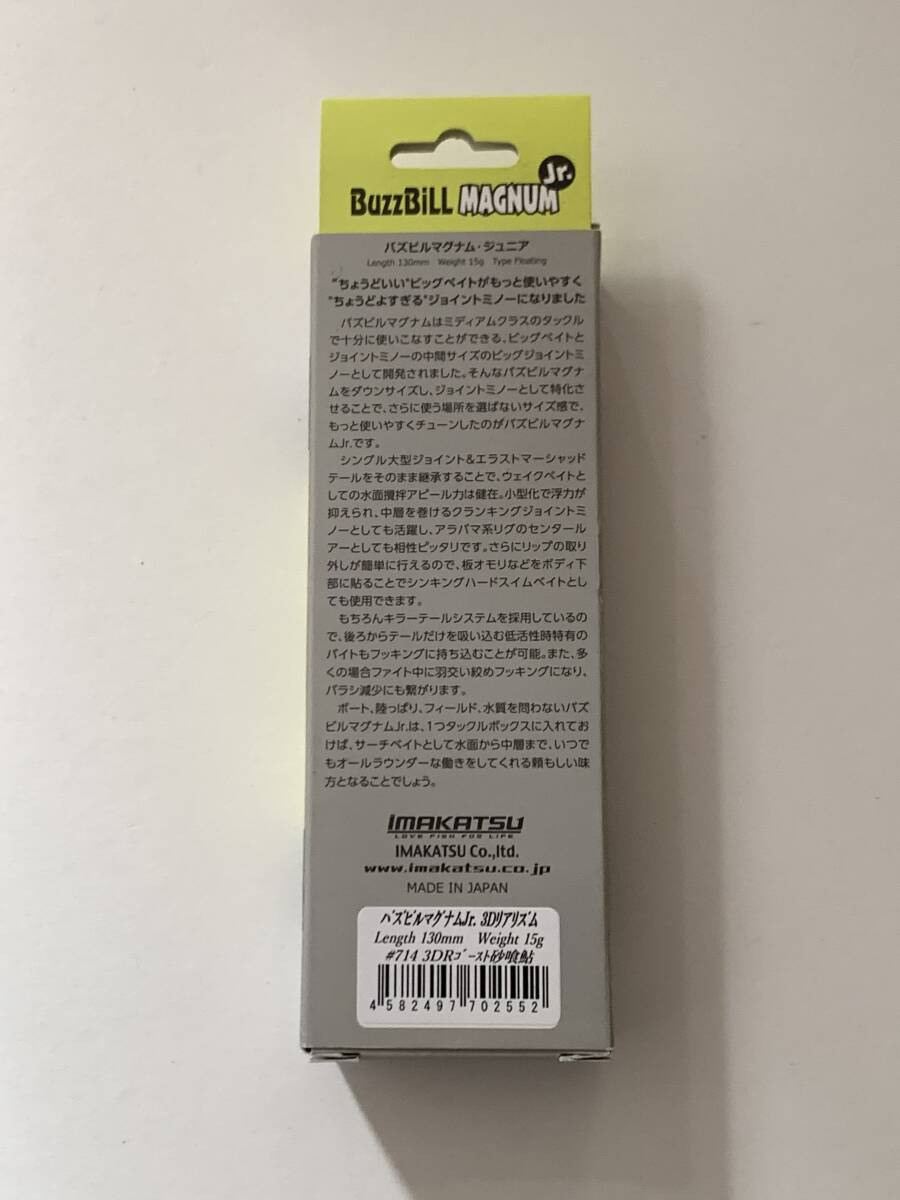 BuzzBiLL MAGNUM Jr.
バズビルマグナム・ジュニア
Length 130mm Weight 15g Type Floating
"ちょうどいい"ビッグベイトがもっと使いやすく
"ちょうどよすぎる"ジョイントミノーになりました
バズビルマグナムはミディアムクラスのタックル
で十分に使いこなすことができる、ビッグベイトと
ジョイントミノーの中間サイズのビッグジョイントミ
ノーとして開発されました。そんなバズビルマグナ
ムをダウンサイズし、ジョイントミノーとして特化さ
せることで、さらに使う場所を選ばないサイズ感で、
もっと使いやすくチューンしたのがバズビルマグナ
ムJr.です。
シングル大型ジョイント&エラストマーシャッド
テールをそのまま継承することで、ウェイクベイトと
しての水面攪拌アピール力は健在。小型化で浮力が
抑えられ、中層を巻けるクランキングジョイントミ
ノーとしても活躍し、アラバマ系リグのセンタール
アーとしても相性ピッタリです。さらにリップの取り
外しが簡単に行えるので、板オモリなどをボディ下
部に貼ることでシンキングハードスイムベイトとし
ても使用できます。
もちろんキラーテールシステムを採用しているの
で、後ろからテールだけを吸い込む低活性時特有の
バイトもフッキングに持ち込むことが可能。また、多
くの場合ファイト中に羽交い絞めフッキングになり、
バラシ減少にも繋がります。
ボート、陸っぱり、フィールド、水質を問わないバズ
ビルマグナムJr.は、1つタックルボックスに入れてお
けば、サーチベイトとして水面から中層まで、いつで
もオールラウンダーな働きをしてくれる頼もしい味
方となることでしょう。
IMAKATSU
LOVE FISH FOR LIFE
IMAKATSU Co.,ltd.
www.imakatsu.co.jp
MADE IN JAPAN
ﾊﾞｽﾞﾋﾞﾙﾏｸﾞﾅﾑJr. 3Dﾘｱﾘｽﾞﾑ
Length 130mm Weight 15g
#714 3DRｺﾞｰｽﾄ砂喰鮎
4 582497 702552